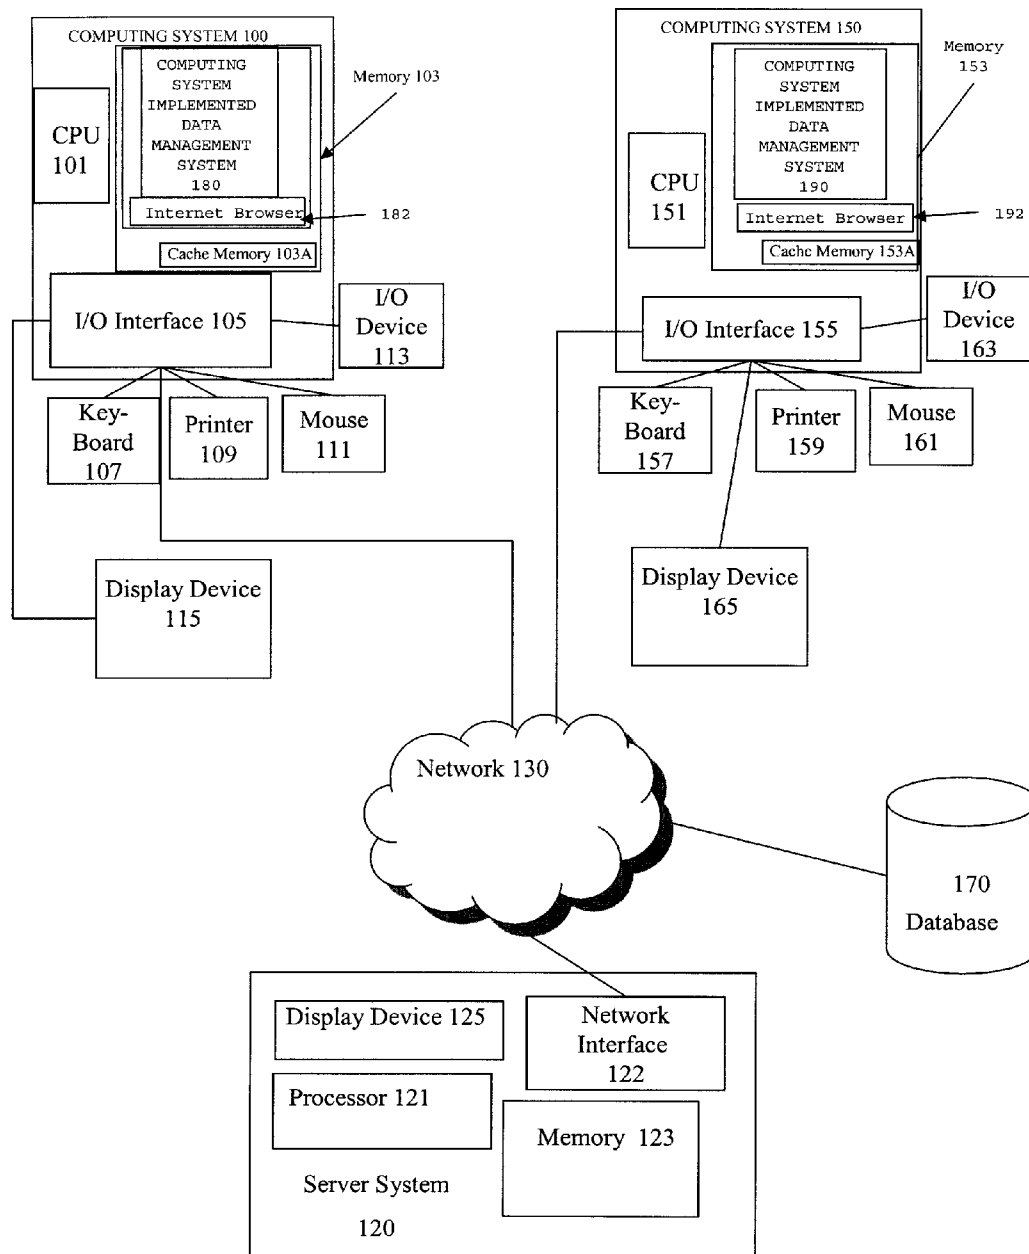 COMPUTING SYSTEM 100
COMPUTING
SYSTEM
IMPLEMENTED
DATA
MANAGEMENT
SYSTEM
180
Internet Browser
Cache Memory 103A
CPU
101
Memory 103
182
I/O Interface 105
I/O
Device
113
Key-
Board
107
Printer
109
Mouse
111
Display Device
115
COMPUTING SYSTEM 150
COMPUTING
SYSTEM
IMPLEMENTED
DATA
MANAGEMENT
SYSTEM
190
Internet Browser
Cache Memory 153A
CPU
151
Memory
153
192
I/O Interface 155
I/O
Device
163
Key-
Board
157
Printer
159
Mouse
161
Display Device
165
Network 130
170
Database
Display Device 125
Network
Interface
122
Processor 121
Memory 123
Server System
120